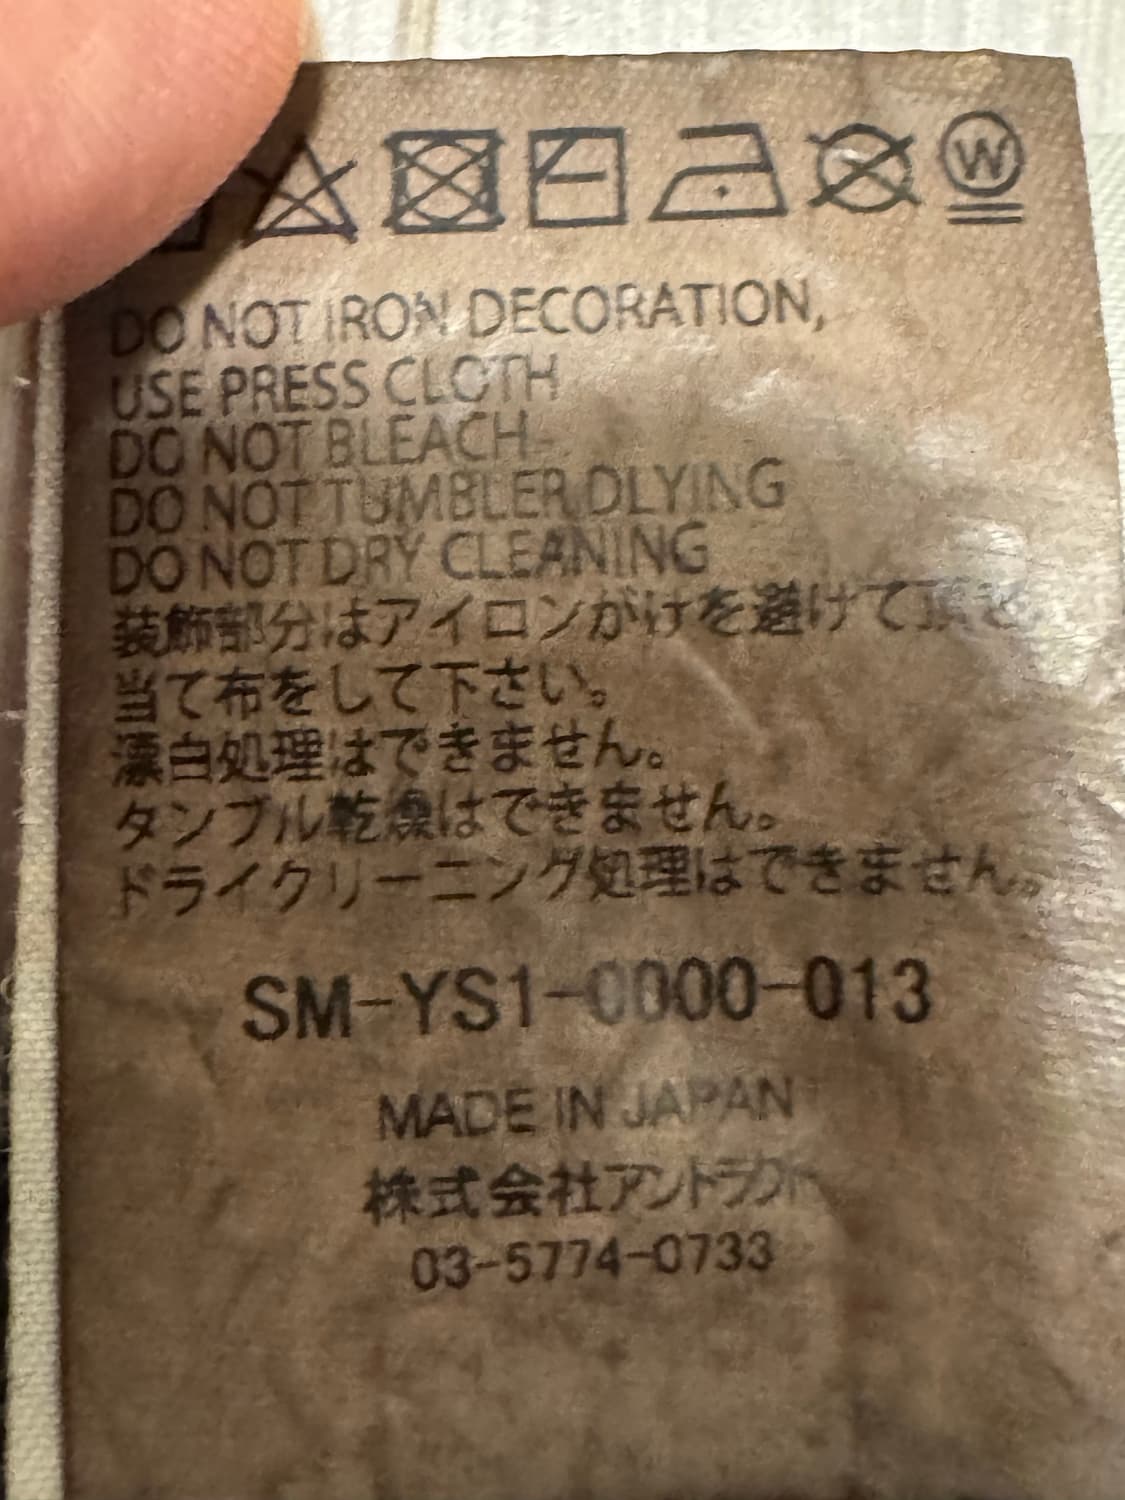 W
DO NOT IRON DECORATION,
USE PRESS CLOTH
DO NOT BLEACH
DO NOT TUMBLER DLYING
DO NOT DRY CLEANING
装飾部分はアイロンがけを避けて頂き、
当て布をして下さい。
漂白処理はできません。
タンブル乾燥はできません。
ドライクリーニング処理はできません。
SM-YS1-0000-013
MADE IN JAPAN
株式会社アントラクト
03-5774-0733